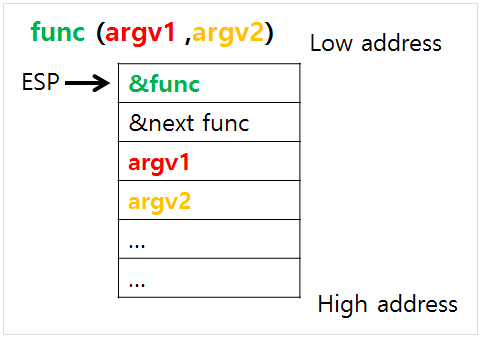 func (argv1 ,argv2)
Low address
ESP
&func
&next func
argv1
argv2
...
...
High address